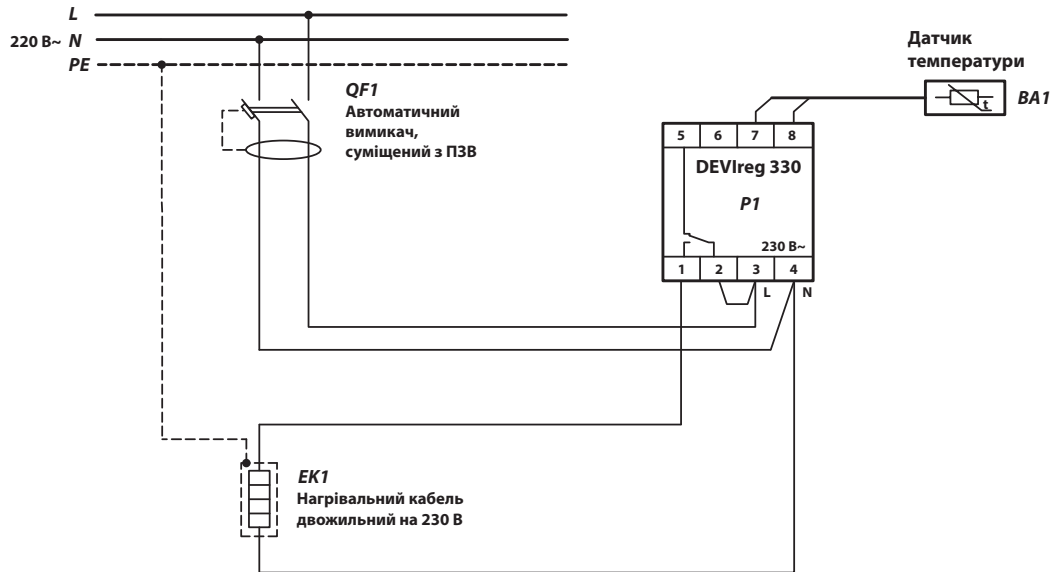 L
220 В~ N
PE
QF1
Автоматичний
вимикач,
суміщений з ПЗВ
Датчик
температури
t
BA1
5 6 7 8
DEVIreg 330
P1
230 В~
1 2 3 4
L N
EK1
Нагрівальний кабель
двожильний на 230 В